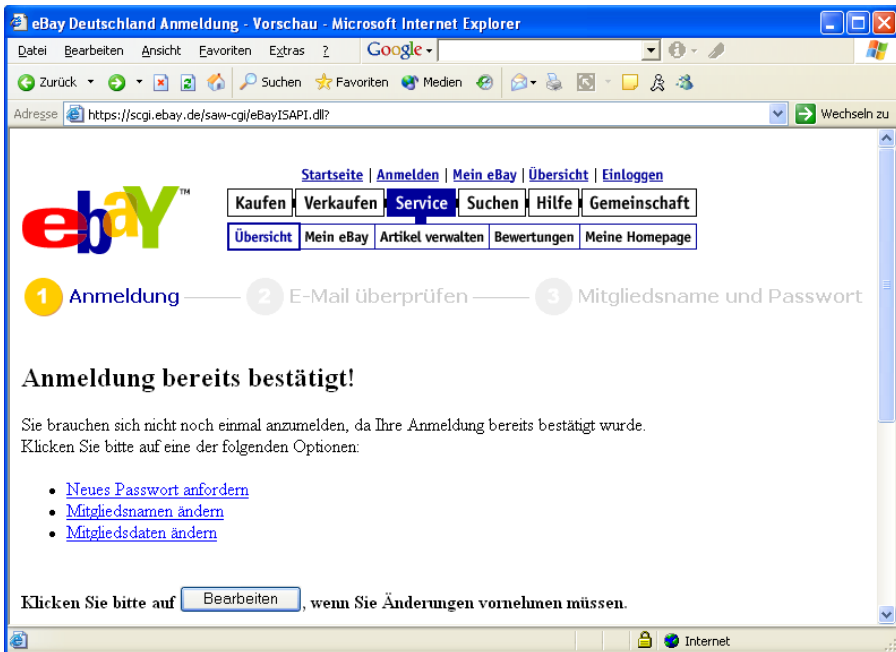 eBay Deutschland Anmeldung - Vorschau - Microsoft Internet Explorer
Datei Bearbeiten Ansicht Favoriten Extras ? Google
Zurück Suchen Favoriten Medien
Adresse https://scgi.ebay.de/saw-cgi/eBayISAPI.dll? Wechseln zu
Startseite | Anmelden | Mein eBay | Übersicht | Einloggen
ebaY™
Kaufen Verkaufen Service Suchen Hilfe Gemeinschaft
Übersicht Mein eBay Artikel verwalten Bewertungen Meine Homepage
1 Anmeldung 2 E-Mail überprüfen 3 Mitgliedsname und Passwort
Anmeldung bereits bestätigt!
Sie brauchen sich nicht noch einmal anzumelden, da Ihre Anmeldung bereits bestätigt wurde.
Klicken Sie bitte auf eine der folgenden Optionen:
• Neues Passwort anfordern
• Mitgliedsnamen ändern
• Mitgliedsdaten ändern
Klicken Sie bitte auf Bearbeiten , wenn Sie Änderungen vornehmen müssen.
Internet